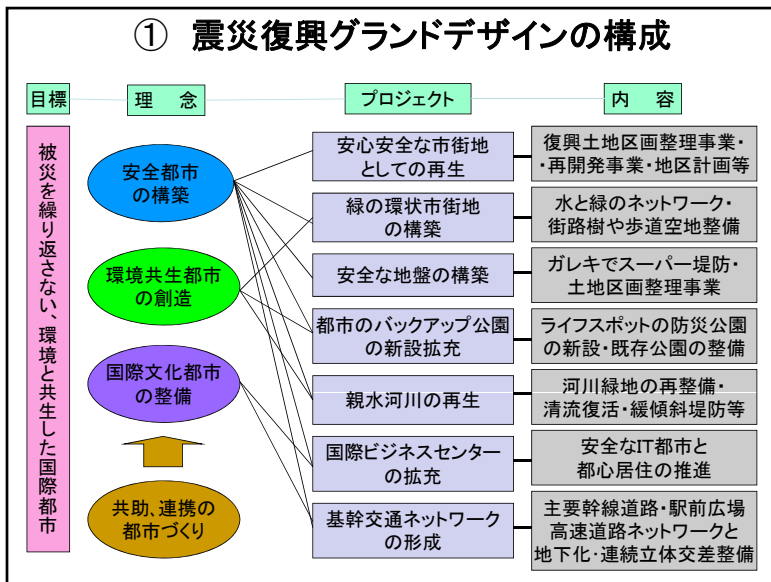 ① 震災復興グランドデザインの構成
目標
理　念
プロジェクト
内　容
被災を繰り返さない、環境と共生した国際都市
安全都市
の構築
環境共生都市
の創造
国際文化都市
の整備
共助、連携の
都市づくり
安心安全な市街地
としての再生
緑の環状市街地
の構築
安全な地盤の構築
都市のバックアップ公園
の新設拡充
親水河川の再生
国際ビジネスセンター
の拡充
基幹交通ネットワーク
の形成
復興土地区画整理事業・
・再開発事業・地区計画等
水と緑のネットワーク・
街路樹や歩道空地整備
ガレキでスーパー堤防・
土地区画整理事業
ライフスポットの防災公園
の新設・既存公園の整備
河川緑地の再整備・
清流復活・緩傾斜堤防等
安全なIT都市と
都心居住の推進
主要幹線道路・駅前広場
高速道路ネットワークと
地下化・連続立体交差整備